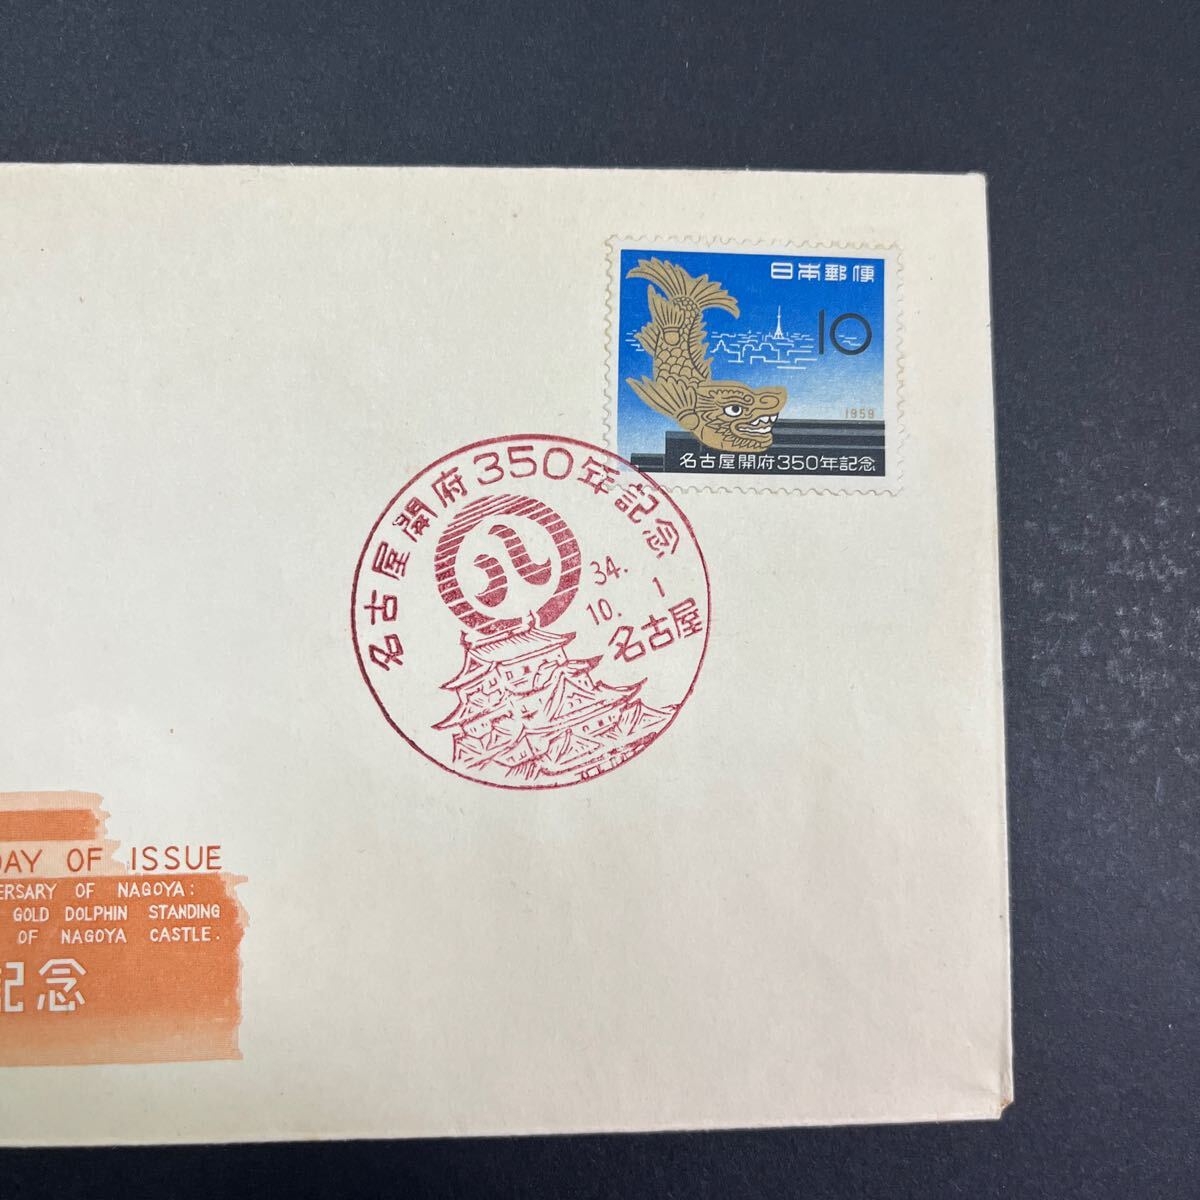 日本郵便
10
1959
名古屋開府350年記念
名古屋開府350年記念
八
34.
10. 1
名古屋
DAY OF ISSUE
OF NAGOYA:
GOLD DOLPHIN STANDING
OF NAGOYA CASTLE.
記念